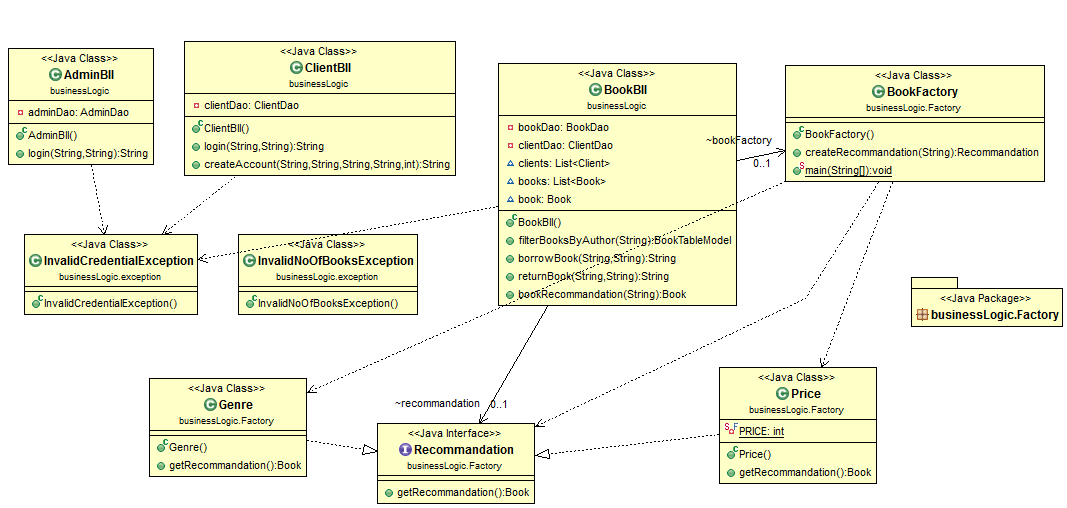 <<Java Class>>
AdminBll
businessLogic
adminDao: AdminDao
AdminBll()
login(String,String):String
<<Java Class>>
ClientBll
businessLogic
clientDao: ClientDao
ClientBll()
login(String,String):String
createAccount(String,String,String,String,int):String
<<Java Class>>
BookBll
businessLogic
bookDao: BookDao
clientDao: ClientDao
clients: List<Client>
books: List<Book>
book: Book
BookBll()
filterBooksByAuthor(String):BookTableModel
borrowBook(String,String):String
returnBook(String,String):String
bookRecommandation(String):Book
~bookFactory
0..1
<<Java Class>>
BookFactory
businessLogic.Factory
BookFactory()
createRecommandation(String):Recommandation
main(String[]):void
<<Java Class>>
InvalidCredentialException
businessLogic.exception
InvalidCredentialException()
<<Java Class>>
InvalidNoOfBooksException
businessLogic.exception
InvalidNoOfBooksException()
<<Java Package>>
businessLogic.Factory
<<Java Class>>
Genre
businessLogic.Factory
Genre()
getRecommandation():Book
~recommandation
0..1
<<Java Interface>>
Recommandation
businessLogic.Factory
getRecommandation():Book
<<Java Class>>
Price
businessLogic.Factory
PRICE: int
Price()
getRecommandation():Book